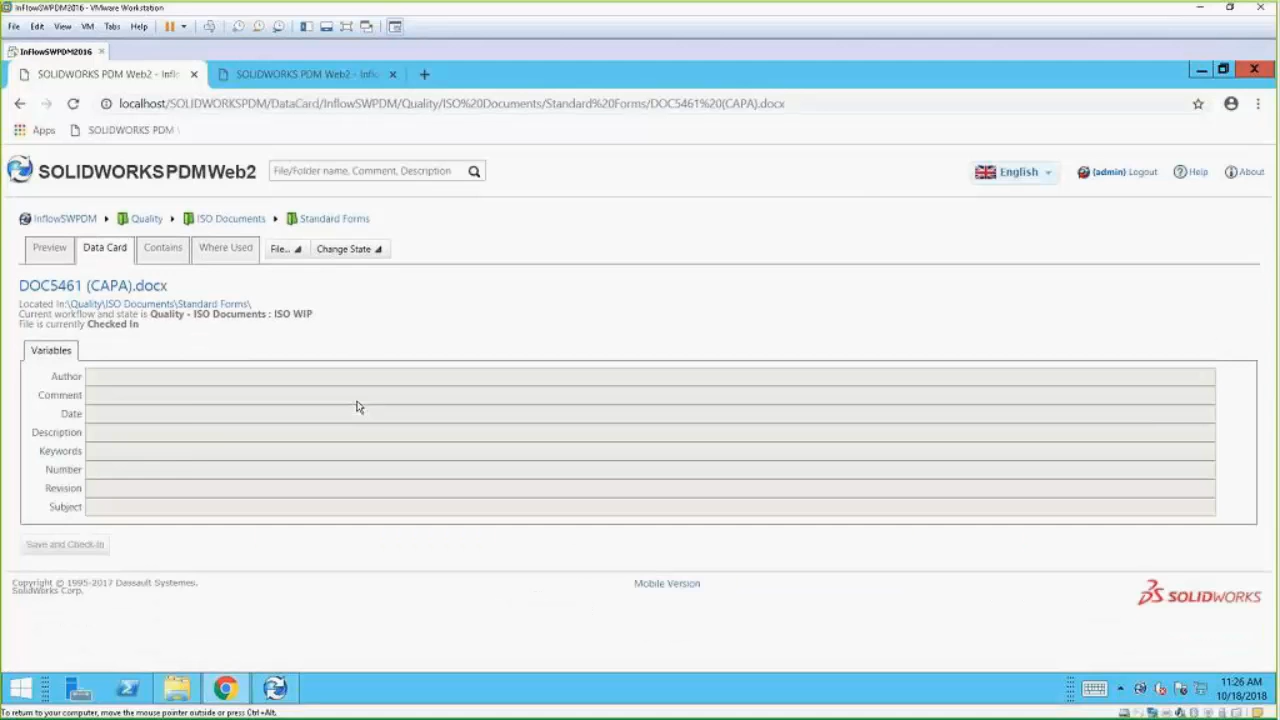 InFlowSWPDM2016 - VMware Workstation
File Edit View VM Tabs Help
InFlowSWPDM2016
SOLIDWORKS PDM Web2 - Infl SOLIDWORKS PDM Web2 - Inflo
localhost/SOLIDWORKSPDM/DataCard/InflowSWPDM/Quality/ISO%20Documents/Standard%20Forms/DOC5461%20(CAPA).docx
Apps SOLIDWORKS PDM
SOLIDWORKSPDMWeb2 File/Folder name, Comment, Description English (admin) Logout Help About
InflowSWPDM Quality ISO Documents Standard Forms
Preview Data Card Contains Where Used File... Change State
DOC5461 (CAPA).docx
Located In:\Quality\ISO Documents\Standard Forms\
Current workflow and state is Quality - ISO Documents : ISO WIP
File is currently Checked In
Variables
Author
Comment
Date
Description
Keywords
Number
Revision
Subject
Save and Check-In
Copyright © 1995-2017 Dassault Systemes. Mobile Version
SolidWorks Corp.
SOLIDWORKS
11:26 AM
10/18/2018
To return to your computer, move the mouse pointer outside or press Ctrl+Alt.